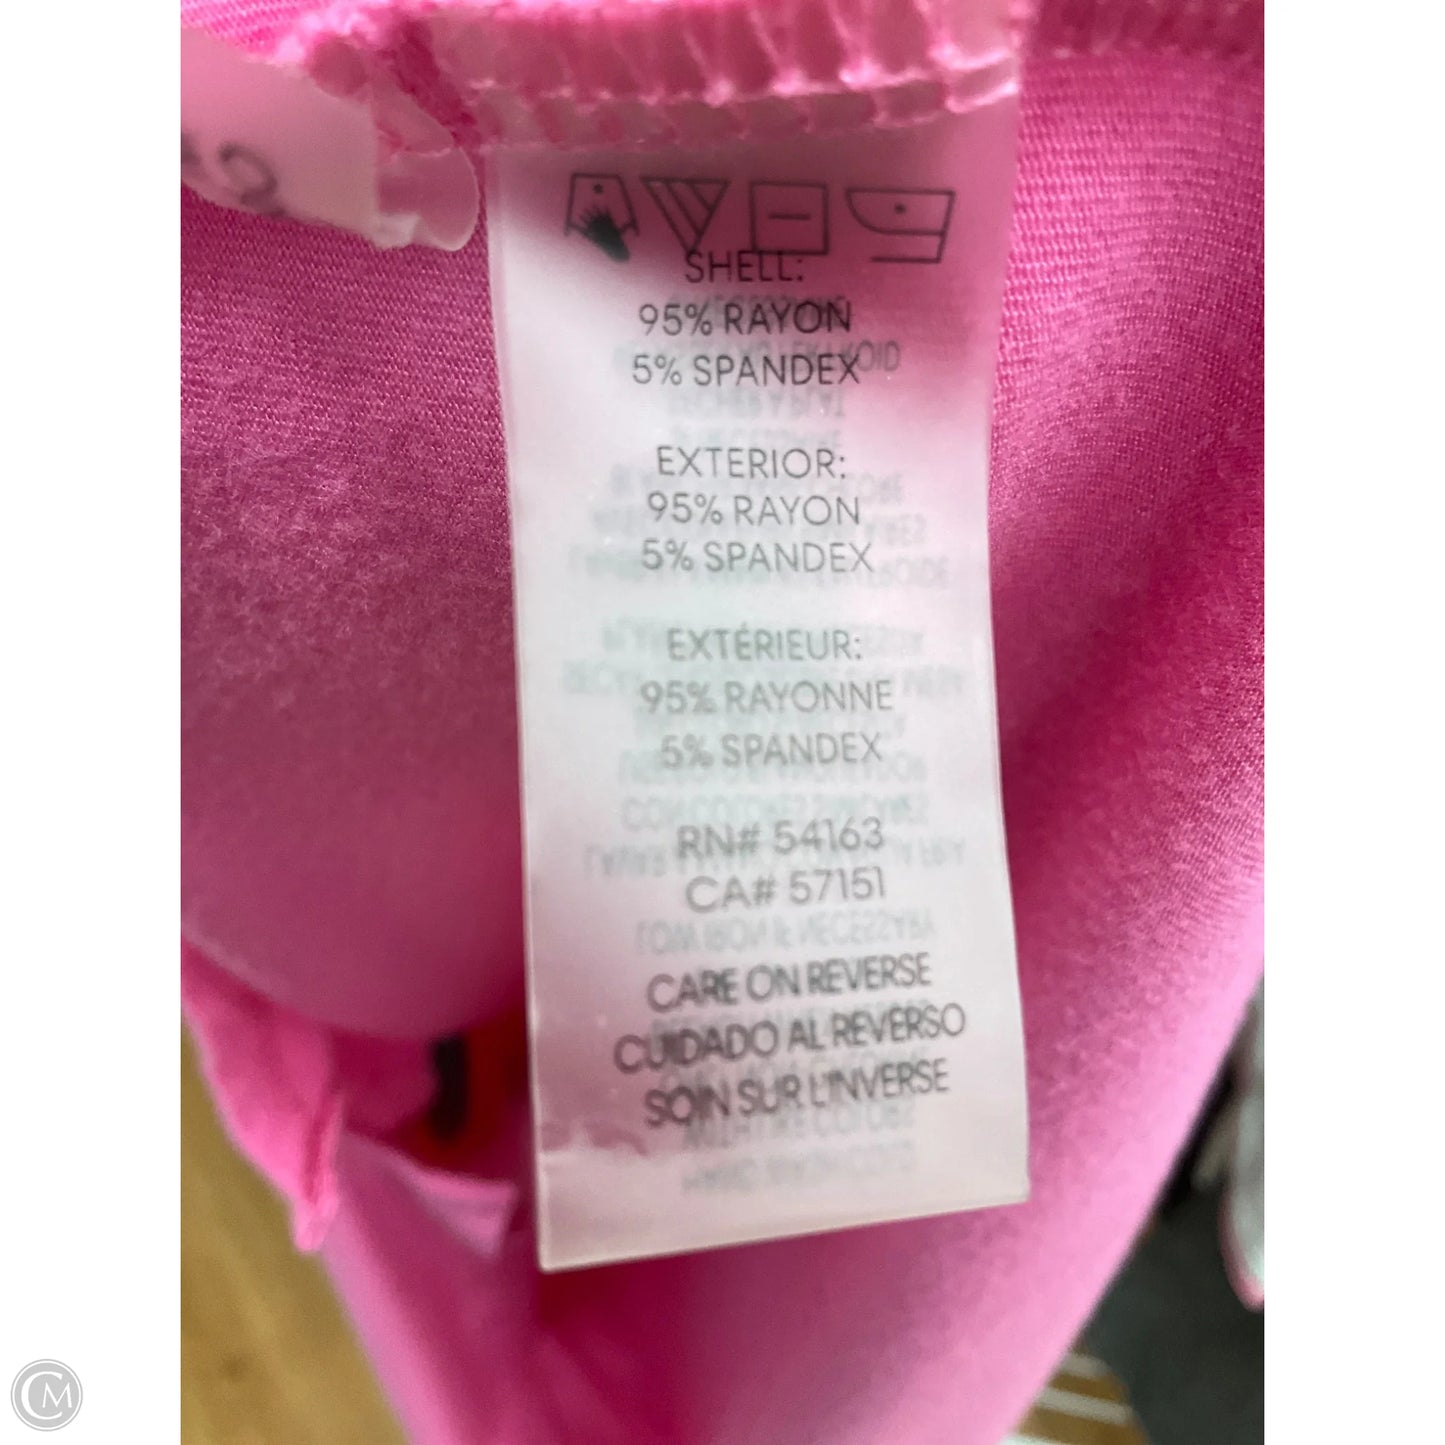 SHELL:
95% RAYON
5% SPANDEX
EXTERIOR:
95% RAYON
5% SPANDEX
EXTÉRIEUR:
95% RAYONNE
5% SPANDEX
RN# 54163
CA# 57151
CARE ON REVERSE
CUIDADO AL REVERSO
SOIN SUR L'INVERSE
CM